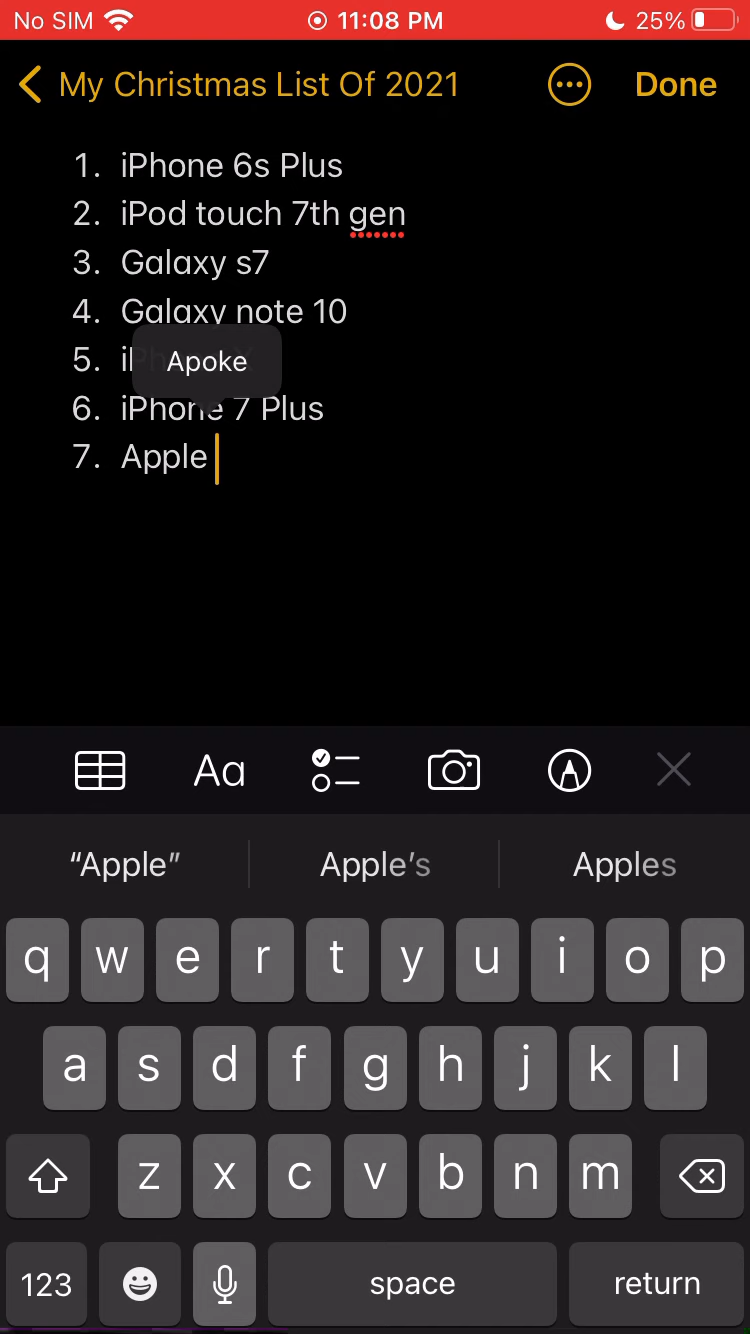 No SIM 11:08 PM 25%
My Christmas List Of 2021 Done
1. iPhone 6s Plus
2. iPod touch 7th gen
3. Galaxy s7
4. Galaxy note 10
5. iPhone X
Apoke
6. iPhone 7 Plus
7. Apple
Aa
“Apple” Apple’s Apples
q w e r t y u i o p
a s d f g h j k l
z x c v b n m
123 space return